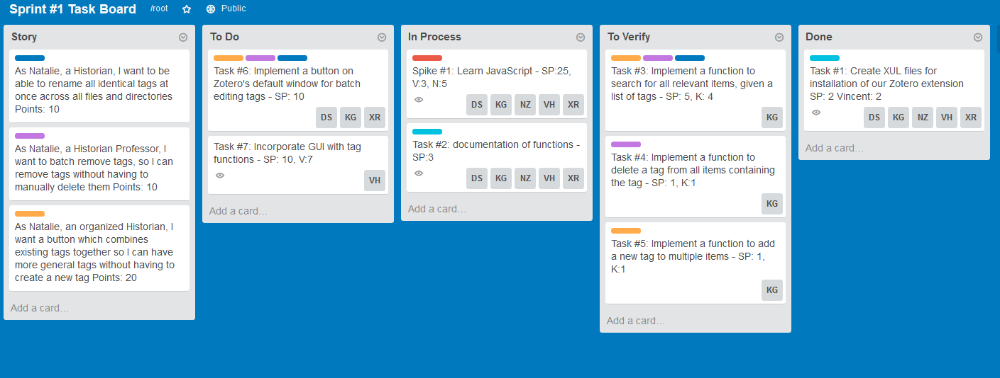 Sprint #1 Task Board /root Public
Story
As Natalie, a Historian, I want to be
able to rename all identical tags at
once across all files and directories
Points: 10
As Natalie, a Historian Professor, I
want to batch remove tags, so I can
remove tags without having to
manually delete them Points: 10
As Natalie, an organized Historian, I
want a button which combines
existing tags together so I can have
more general tags without having to
create a new tag Points: 20
Add a card...
To Do
Task #6: Implement a button on
Zotero's default window for batch
editing tags - SP: 10
DS KG XR
Task #7: Incorporate GUI with tag
functions - SP: 10, V:7
VH
Add a card...
In Process
Spike #1: Learn JavaScript - SP:25,
V:3, N:5
DS KG NZ VH XR
Task #2: documentation of functions -
SP:3
DS KG NZ VH XR
Add a card...
To Verify
Task #3: Implement a function to
search for all relevant items, given a
list of tags - SP: 5, K: 4
KG
Task #4: Implement a function to
delete a tag from all items containing
the tag - SP: 1, K:1
KG
Task #5: Implement a function to add
a new tag to multiple items - SP: 1,
K:1
KG
Add a card...
Done
Task #1: Create XUL files for
installation of our Zotero extension
SP: 2 Vincent: 2
DS KG NZ VH XR
Add a card...